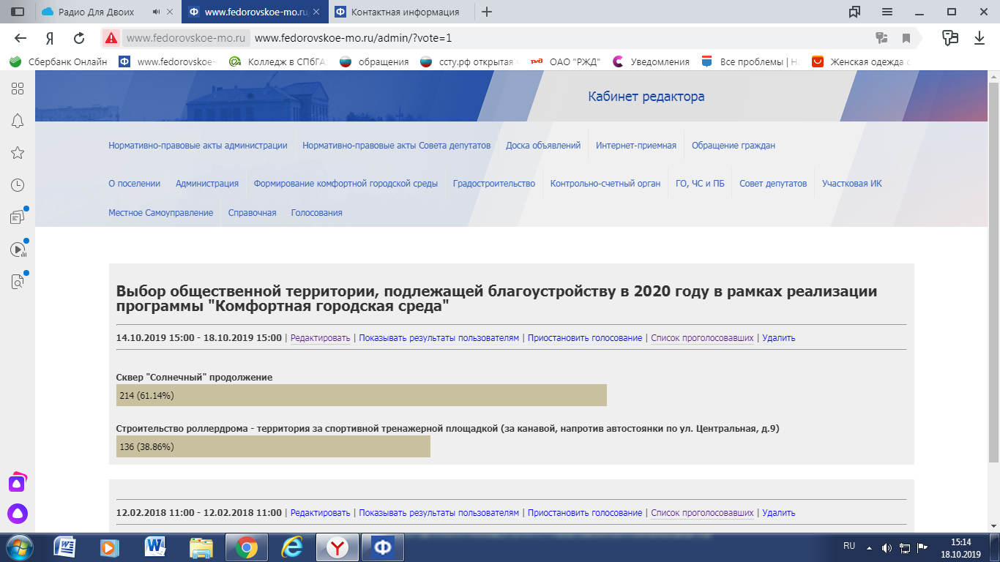 Радио Для Двоих
www.fedorovskoe-mo.ru
Контактная информация
www.fedorovskoe-mo.ru www.fedorovskoe-mo.ru/admin/?vote=1
Сбербанк Онлайн
www.fedorovskoe-
Колледж в СПбГА
обращения
ссту.рф открытая
ОАО "РЖД"
Уведомления
Все проблемы | На
Женская одежда
Кабинет редактора
Нормативно-правовые акты администрации Нормативно-правовые акты Совета депутатов Доска объявлений Интернет-приемная Обращение граждан
О поселении Администрация Формирование комфортной городской среды Градостроительство Контрольно-счетный орган ГО, ЧС и ПБ Совет депутатов Участковая ИК
Местное Самоуправление Справочная Голосования
Выбор общественной территории, подлежащей благоустройству в 2020 году в рамках реализации
программы "Комфортная городская среда"
14.10.2019 15:00 - 18.10.2019 15:00 | Редактировать | Показывать результаты пользователям | Приостановить голосование | Список проголосовавших | Удалить
Сквер "Солнечный" продолжение
214 (61.14%)
Строительство роллердрома - территория за спортивной тренажерной площадкой (за канавой, напротив автостоянки по ул. Центральная, д.9)
136 (38.86%)
12.02.2018 11:00 - 12.02.2018 11:00 | Редактировать | Показывать результаты пользователям | Приостановить голосование | Список проголосовавших | Удалить
RU
15:14
18.10.2019